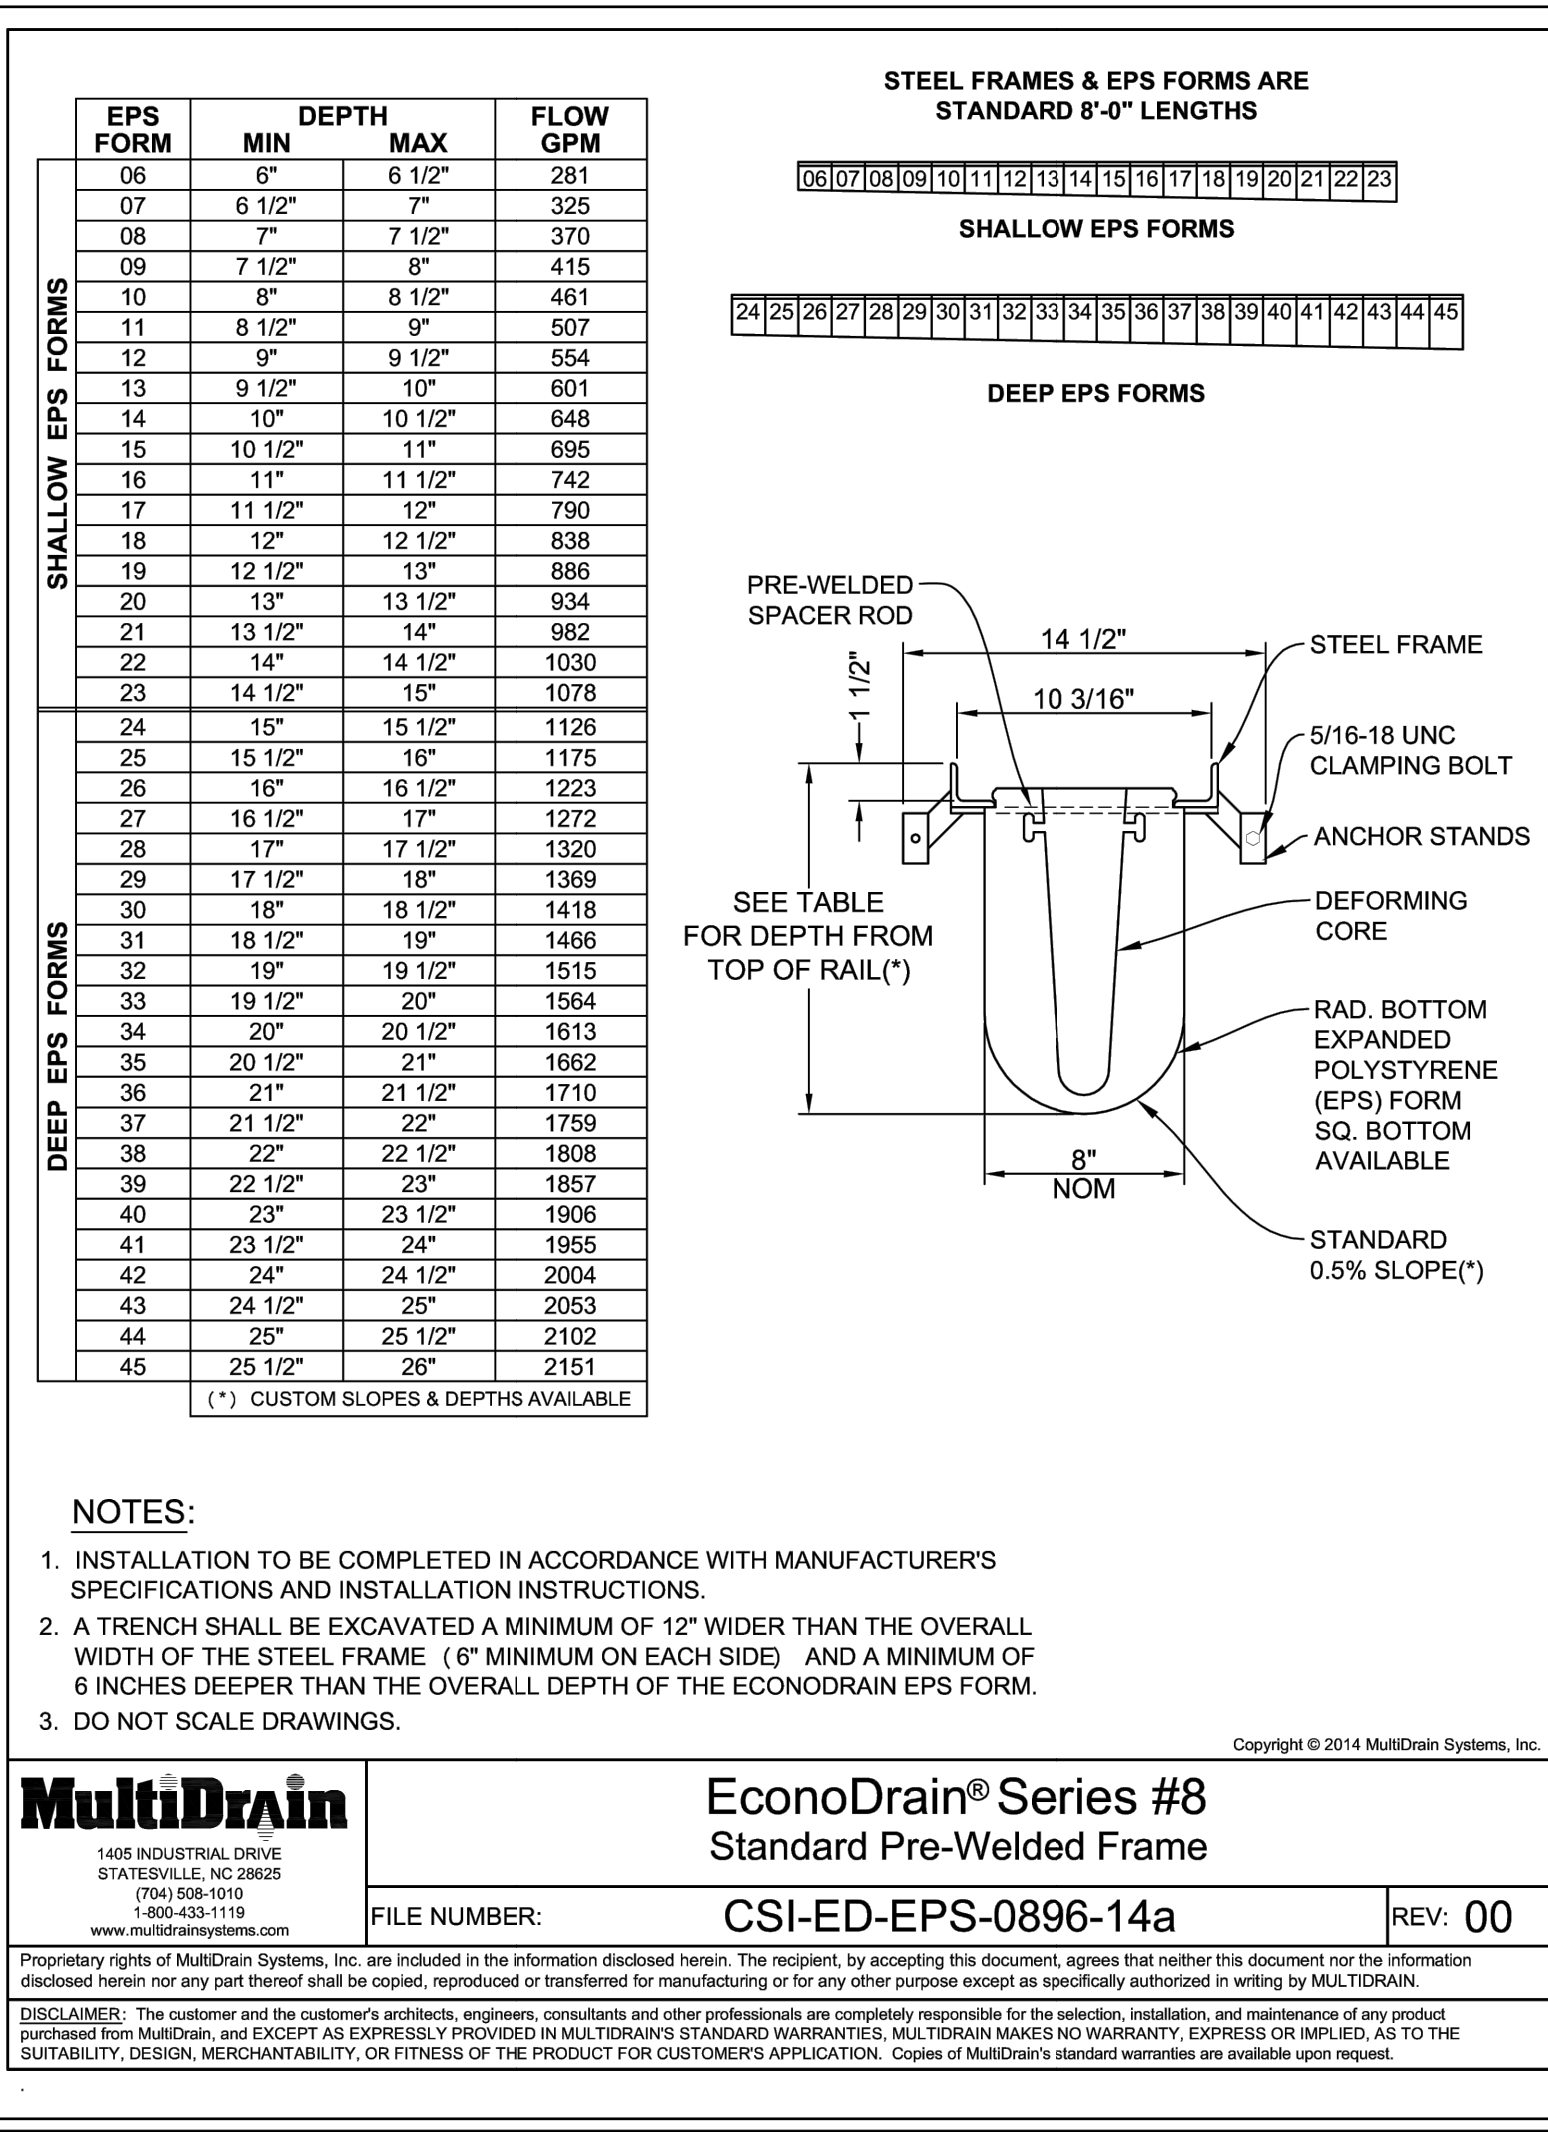 EPS FORM DEPTH MIN MAX FLOW GPM
SHALLOW EPS FORMS
06 6" 6 1/2" 281
07 6 1/2" 7" 325
08 7" 7 1/2" 370
09 7 1/2" 8" 415
10 8" 8 1/2" 461
11 8 1/2" 9" 507
12 9" 9 1/2" 554
13 9 1/2" 10" 601
14 10" 10 1/2" 648
15 10 1/2" 11" 695
16 11" 11 1/2" 742
17 11 1/2" 12" 790
18 12" 12 1/2" 838
19 12 1/2" 13" 886
20 13" 13 1/2" 934
21 13 1/2" 14" 982
22 14" 14 1/2" 1030
23 14 1/2" 15" 1078
DEEP EPS FORMS
24 15" 15 1/2" 1126
25 15 1/2" 16" 1175
26 16" 16 1/2" 1223
27 16 1/2" 17" 1272
28 17" 17 1/2" 1320
29 17 1/2" 18" 1369
30 18" 18 1/2" 1418
31 18 1/2" 19" 1466
32 19" 19 1/2" 1515
33 19 1/2" 20" 1564
34 20" 20 1/2" 1613
35 20 1/2" 21" 1662
36 21" 21 1/2" 1710
37 21 1/2" 22" 1759
38 22" 22 1/2" 1808
39 22 1/2" 23" 1857
40 23" 23 1/2" 1906
41 23 1/2" 24" 1955
42 24" 24 1/2" 2004
43 24 1/2" 25" 2053
44 25" 25 1/2" 2102
45 25 1/2" 26" 2151
(*) CUSTOM SLOPES & DEPTHS AVAILABLE
STEEL FRAMES & EPS FORMS ARE
STANDARD 8'-0" LENGTHS
06 07 08 09 10 11 12 13 14 15 16 17 18 19 20 21 22 23
SHALLOW EPS FORMS
24 25 26 27 28 29 30 31 32 33 34 35 36 37 38 39 40 41 42 43 44 45
DEEP EPS FORMS
PRE-WELDED
SPACER ROD
14 1/2"
1 1/2"
10 3/16"
STEEL FRAME
5/16-18 UNC
CLAMPING BOLT
ANCHOR STANDS
SEE TABLE
FOR DEPTH FROM
TOP OF RAIL(*)
DEFORMING
CORE
RAD. BOTTOM
EXPANDED
POLYSTYRENE
(EPS) FORM
SQ. BOTTOM
AVAILABLE
8"
NOM
STANDARD
0.5% SLOPE(*)
NOTES:
1. INSTALLATION TO BE COMPLETED IN ACCORDANCE WITH MANUFACTURER'S
SPECIFICATIONS AND INSTALLATION INSTRUCTIONS.
2. A TRENCH SHALL BE EXCAVATED A MINIMUM OF 12" WIDER THAN THE OVERALL
WIDTH OF THE STEEL FRAME ( 6" MINIMUM ON EACH SIDE) AND A MINIMUM OF
6 INCHES DEEPER THAN THE OVERALL DEPTH OF THE ECONODRAIN EPS FORM.
3. DO NOT SCALE DRAWINGS.
Copyright © 2014 MultiDrain Systems, Inc.
MultiDrain
1405 INDUSTRIAL DRIVE
STATESVILLE, NC 28625
(704) 508-1010
1-800-433-1119
www.multidrainsystems.com
EconoDrain® Series #8
Standard Pre-Welded Frame
FILE NUMBER: CSI-ED-EPS-0896-14a REV: 00
Proprietary rights of MultiDrain Systems, Inc. are included in the information disclosed herein. The recipient, by accepting this document, agrees that neither this document nor the information
disclosed herein nor any part thereof shall be copied, reproduced or transferred for manufacturing or for any other purpose except as specifically authorized in writing by MULTIDRAIN.
DISCLAIMER: The customer and the customer's architects, engineers, consultants and other professionals are completely responsible for the selection, installation, and maintenance of any product
purchased from MultiDrain, and EXCEPT AS EXPRESSLY PROVIDED IN MULTIDRAIN'S STANDARD WARRANTIES, MULTIDRAIN MAKES NO WARRANTY, EXPRESS OR IMPLIED, AS TO THE
SUITABILITY, DESIGN, MERCHANTABILITY, OR FITNESS OF THE PRODUCT FOR CUSTOMER'S APPLICATION. Copies of MultiDrain's standard warranties are available upon request.